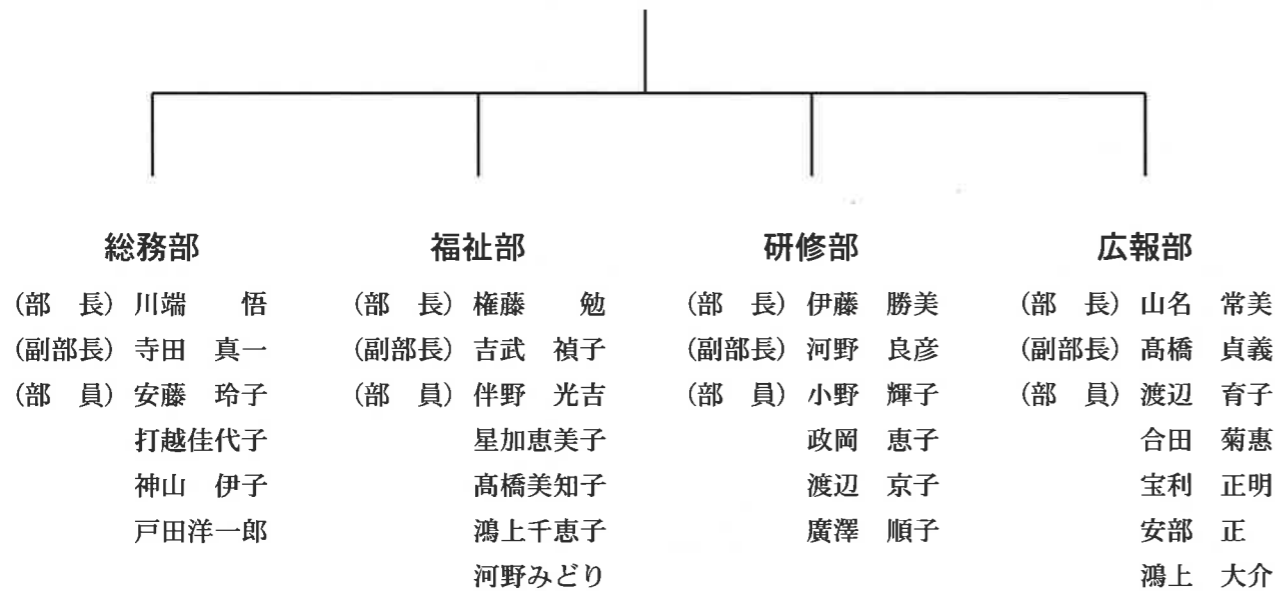 総務部
(部　長) 川端　　悟
(副部長) 寺田　真一
(部　員) 安藤　玲子
打越佳代子
神山　伊子
戸田洋一郎
福祉部
(部　長) 権藤　　勉
(副部長) 吉武　禎子
(部　員) 伴野　光吉
星加恵美子
髙橋美知子
鴻上千恵子
河野みどり
研修部
(部　長) 伊藤　勝美
(副部長) 河野　良彦
(部　員) 小野　輝子
政岡　恵子
渡辺　京子
廣澤　順子
広報部
(部　長) 山名　常美
(副部長) 髙橋　貞義
(部　員) 渡辺　育子
合田　菊惠
宝利　正明
安部　正
鴻上　大介